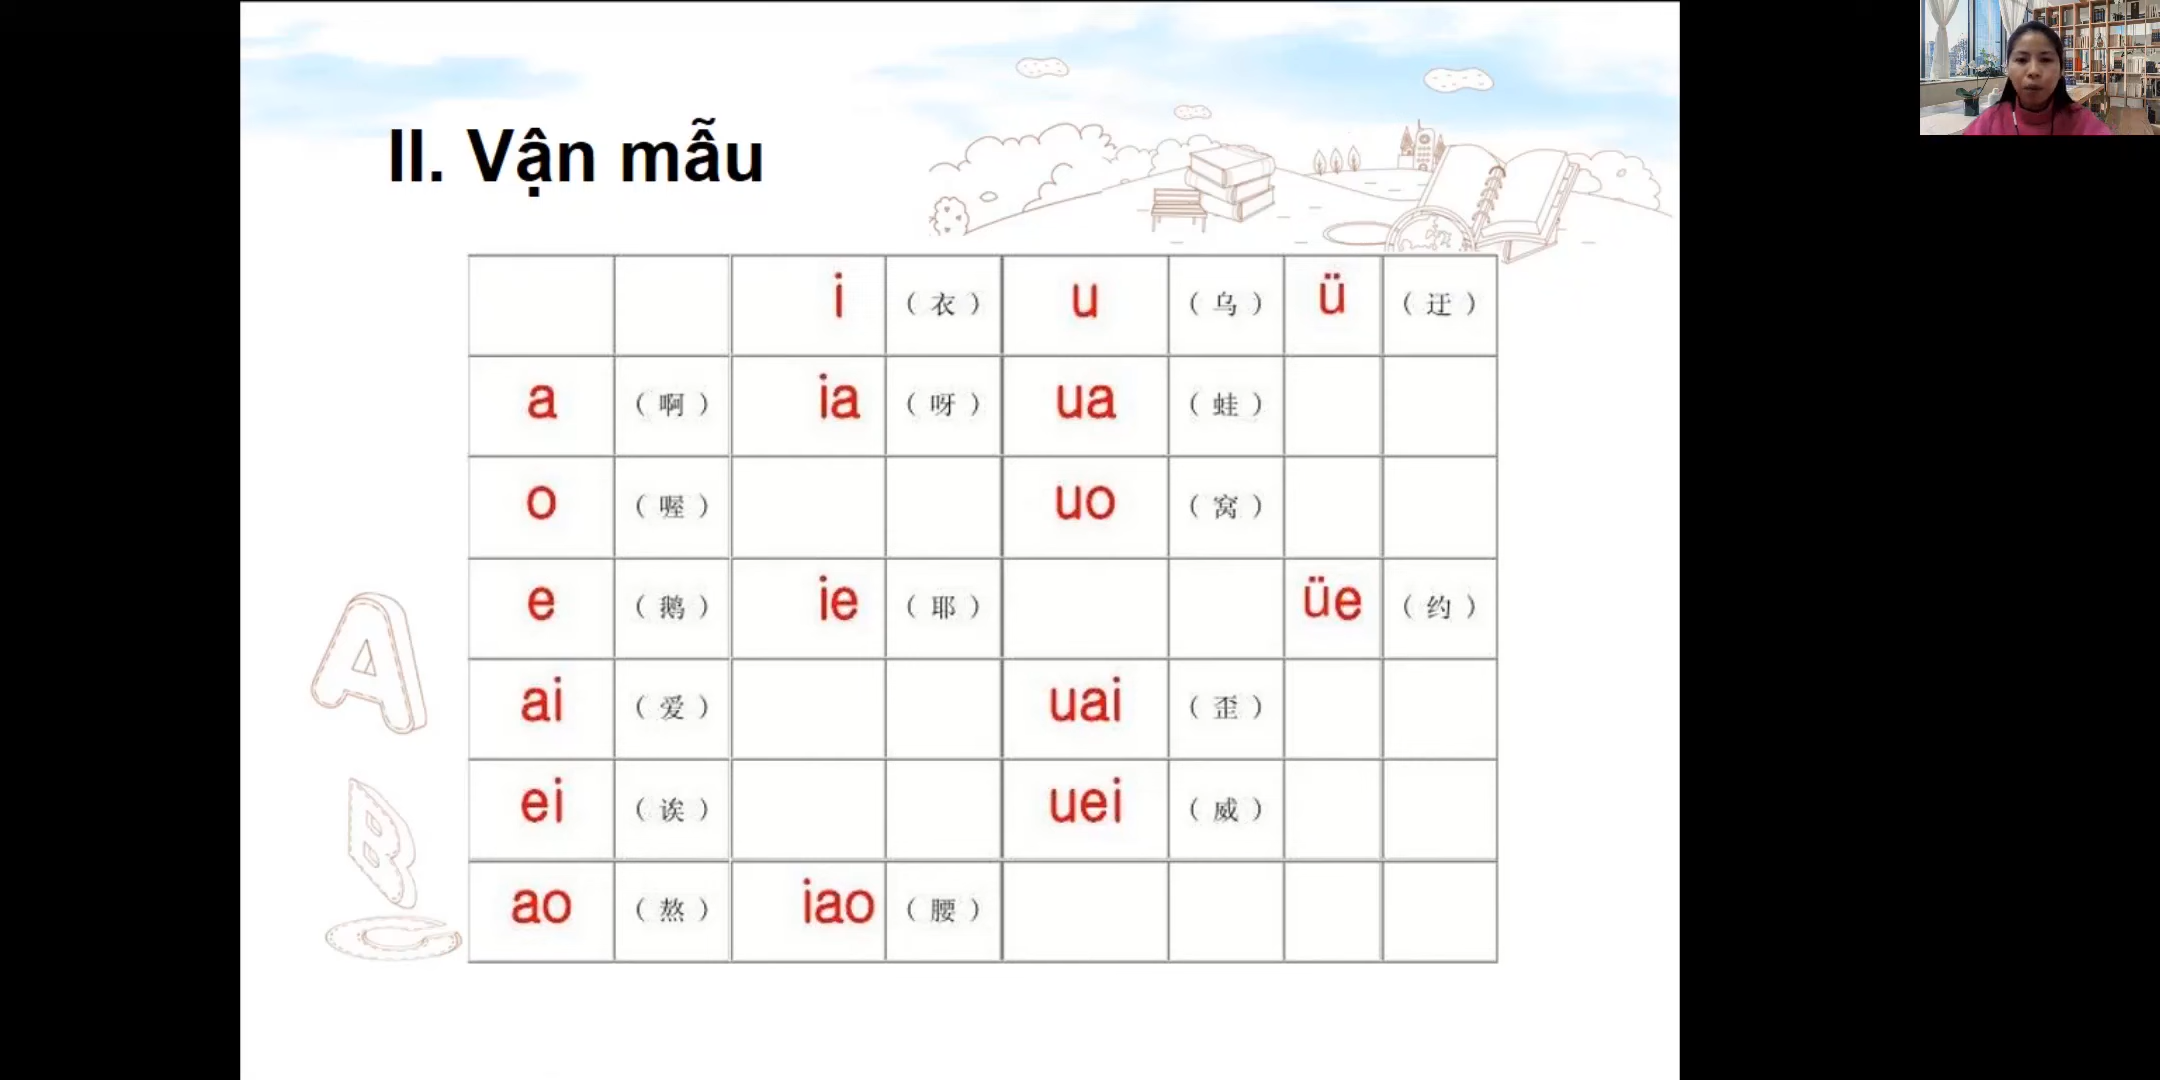 II. Vận mẫu
i （衣） u （乌） ü （迂）
a （啊） ia （呀） ua （蛙）
o （喔） uo （窝）
e （鹅） ie （耶） üe （约）
ai （爱） uai （歪）
ei （诶） uei （威）
ao （熬） iao （腰）
A
B
C